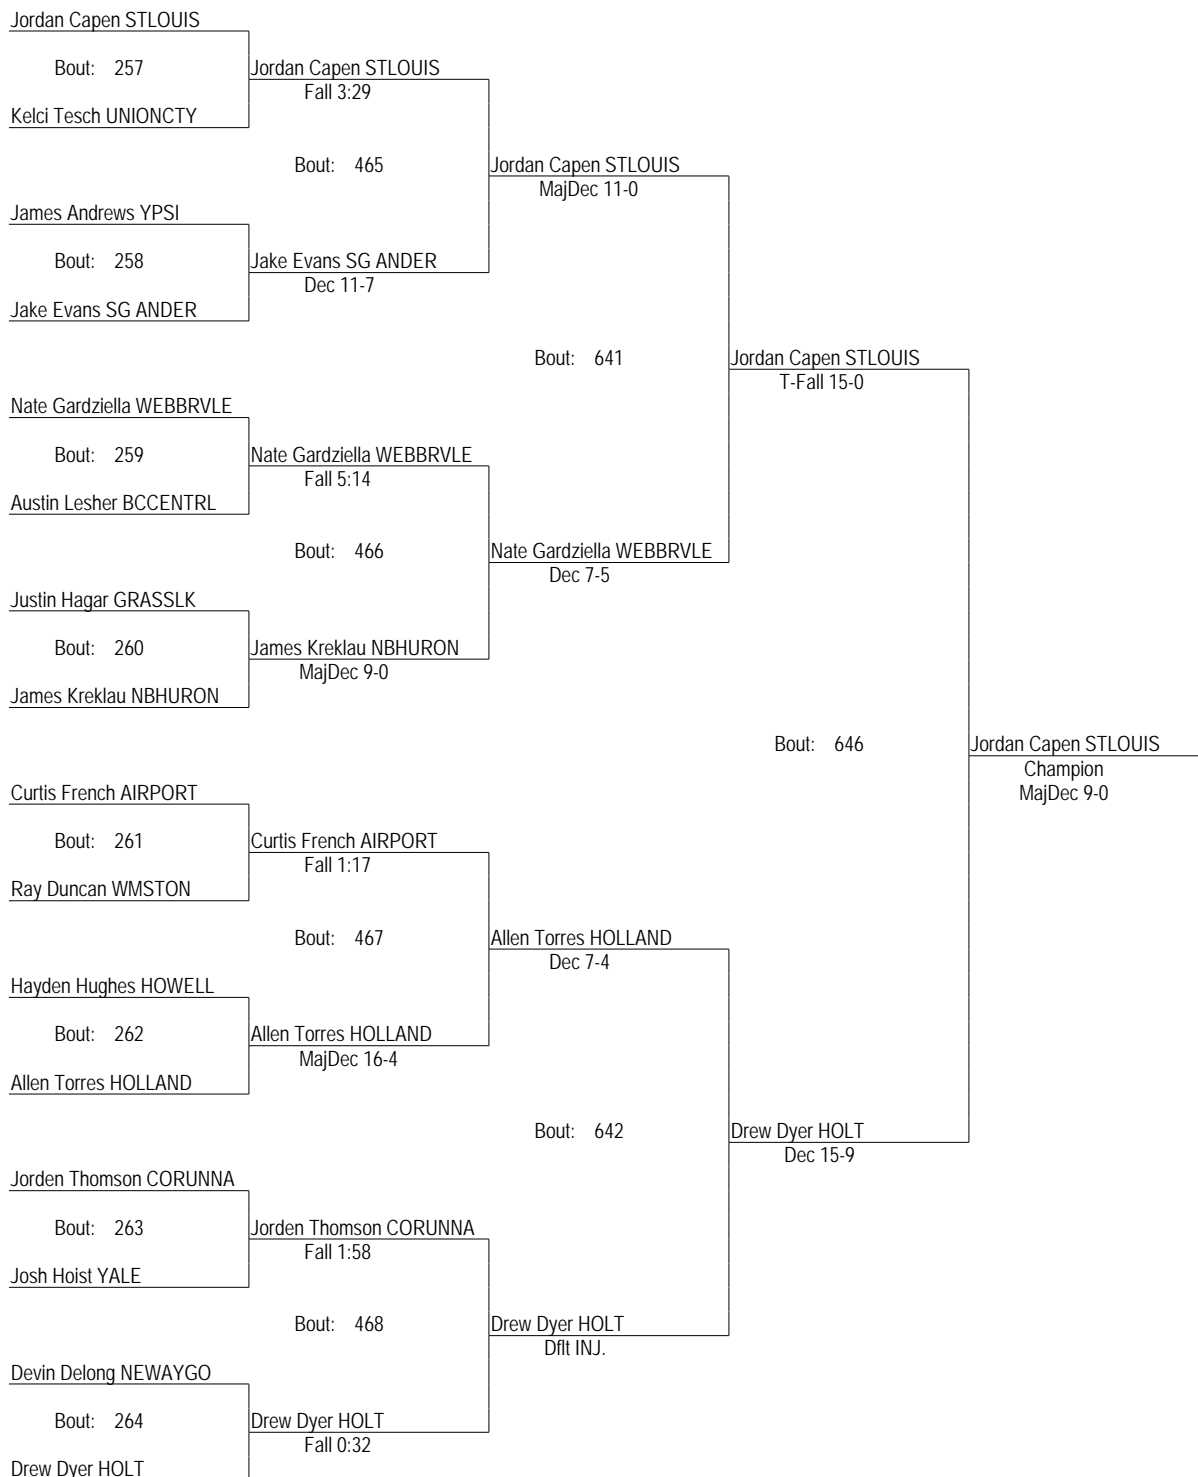 Jordan Capen STLOUIS
Bout: 257
Jordan Capen STLOUIS
Fall 3:29
Kelci Tesch UNIONCTY
Bout: 465
Jordan Capen STLOUIS
MajDec 11-0
James Andrews YPSI
Bout: 258
Jake Evans SG ANDER
Dec 11-7
Jake Evans SG ANDER
Bout: 641
Jordan Capen STLOUIS
T-Fall 15-0
Nate Gardziella WEBBRVLE
Bout: 259
Nate Gardziella WEBBRVLE
Fall 5:14
Austin Lesher BCCENTRL
Bout: 466
Nate Gardziella WEBBRVLE
Dec 7-5
Justin Hagar GRASSLK
Bout: 260
James Kreklau NBHURON
MajDec 9-0
James Kreklau NBHURON
Bout: 646
Jordan Capen STLOUIS
Champion
MajDec 9-0
Curtis French AIRPORT
Bout: 261
Curtis French AIRPORT
Fall 1:17
Ray Duncan WMSTON
Bout: 467
Allen Torres HOLLAND
Dec 7-4
Hayden Hughes HOWELL
Bout: 262
Allen Torres HOLLAND
MajDec 16-4
Allen Torres HOLLAND
Bout: 642
Drew Dyer HOLT
Dec 15-9
Jorden Thomson CORUNNA
Bout: 263
Jorden Thomson CORUNNA
Fall 1:58
Josh Hoist YALE
Bout: 468
Drew Dyer HOLT
Dflt INJ.
Devin Delong NEWAYGO
Bout: 264
Drew Dyer HOLT
Fall 0:32
Drew Dyer HOLT